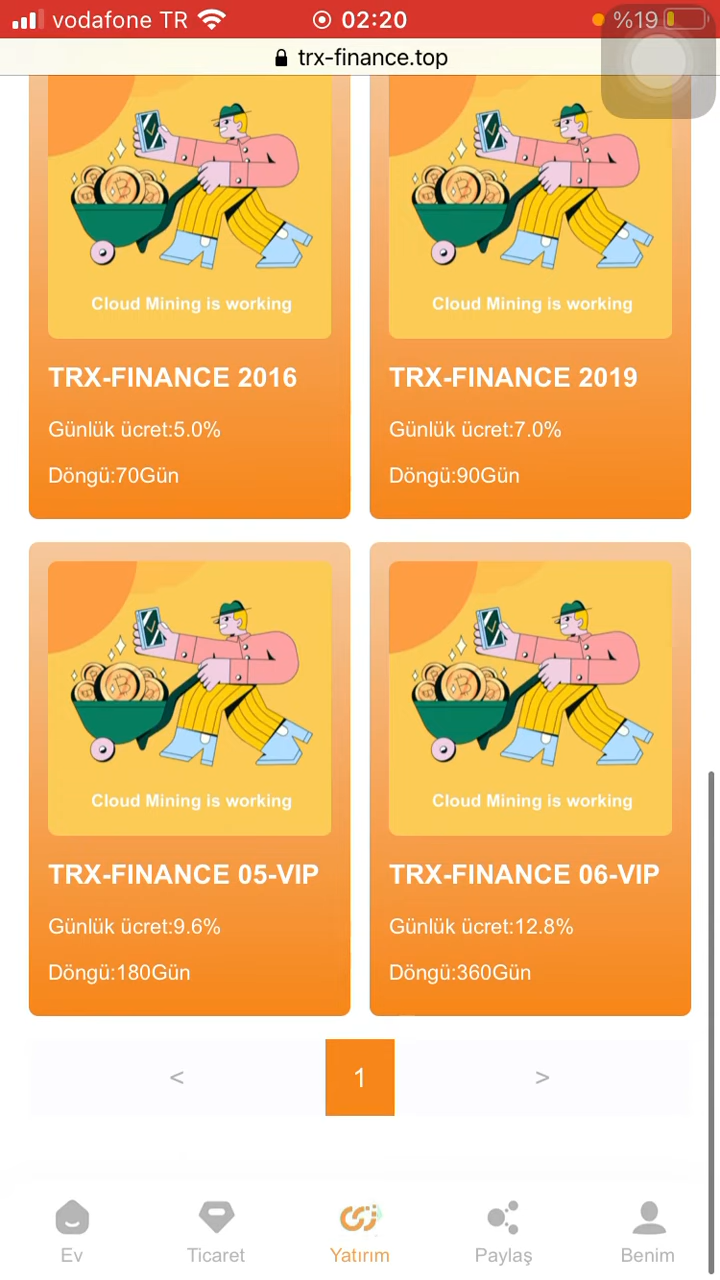 vodafone TR 02:20 %19
trx-finance.top
Cloud Mining is working Cloud Mining is working
TRX-FINANCE 2016 TRX-FINANCE 2019
Günlük ücret:5.0% Günlük ücret:7.0%
Döngü:70Gün Döngü:90Gün
Cloud Mining is working Cloud Mining is working
TRX-FINANCE 05-VIP TRX-FINANCE 06-VIP
Günlük ücret:9.6% Günlük ücret:12.8%
Döngü:180Gün Döngü:360Gün
< 1 >
Ev Ticaret Yatırım Paylaş Benim